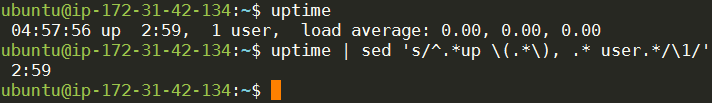 ubuntu@ip-172-31-42-134:~$ uptime
 04:57:56 up  2:59,  1 user,  load average: 0.00, 0.00, 0.00
ubuntu@ip-172-31-42-134:~$ uptime | sed 's/^.*up \(.*\), .* user.*/\1/'
 2:59
ubuntu@ip-172-31-42-134:~$